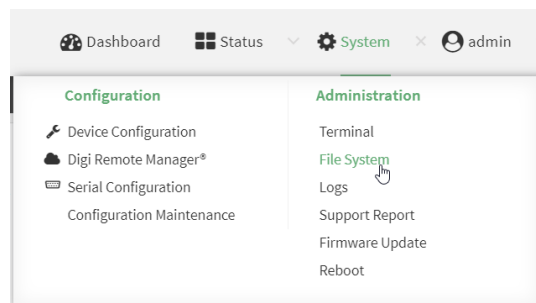 Dashboard Status System admin
Configuration
Device Configuration
Digi Remote Manager®
Serial Configuration
Configuration Maintenance
Administration
Terminal
File System
Logs
Support Report
Firmware Update
Reboot